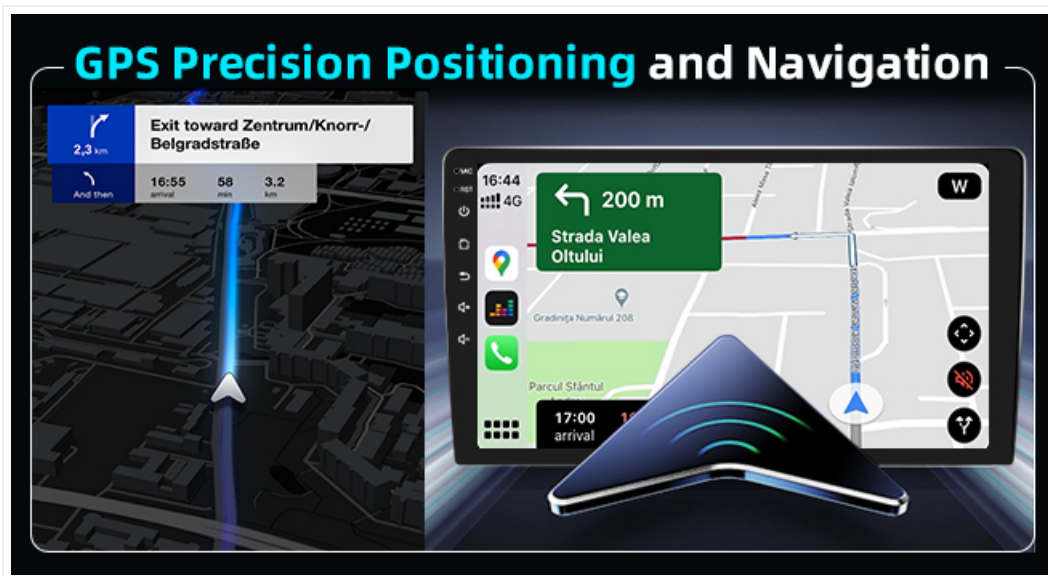 GPS Precision Positioning and Navigation
2,3 km
Exit toward Zentrum/Knorr-/
Belgradstraße
And then
16:55
arrival
58
min
3.2
km
MIC
RST
16:44
4G
200 m
Strada Valea
Oltului
W
Grădinița Numărul 208
Parcul Sfântul
17:00
arrival